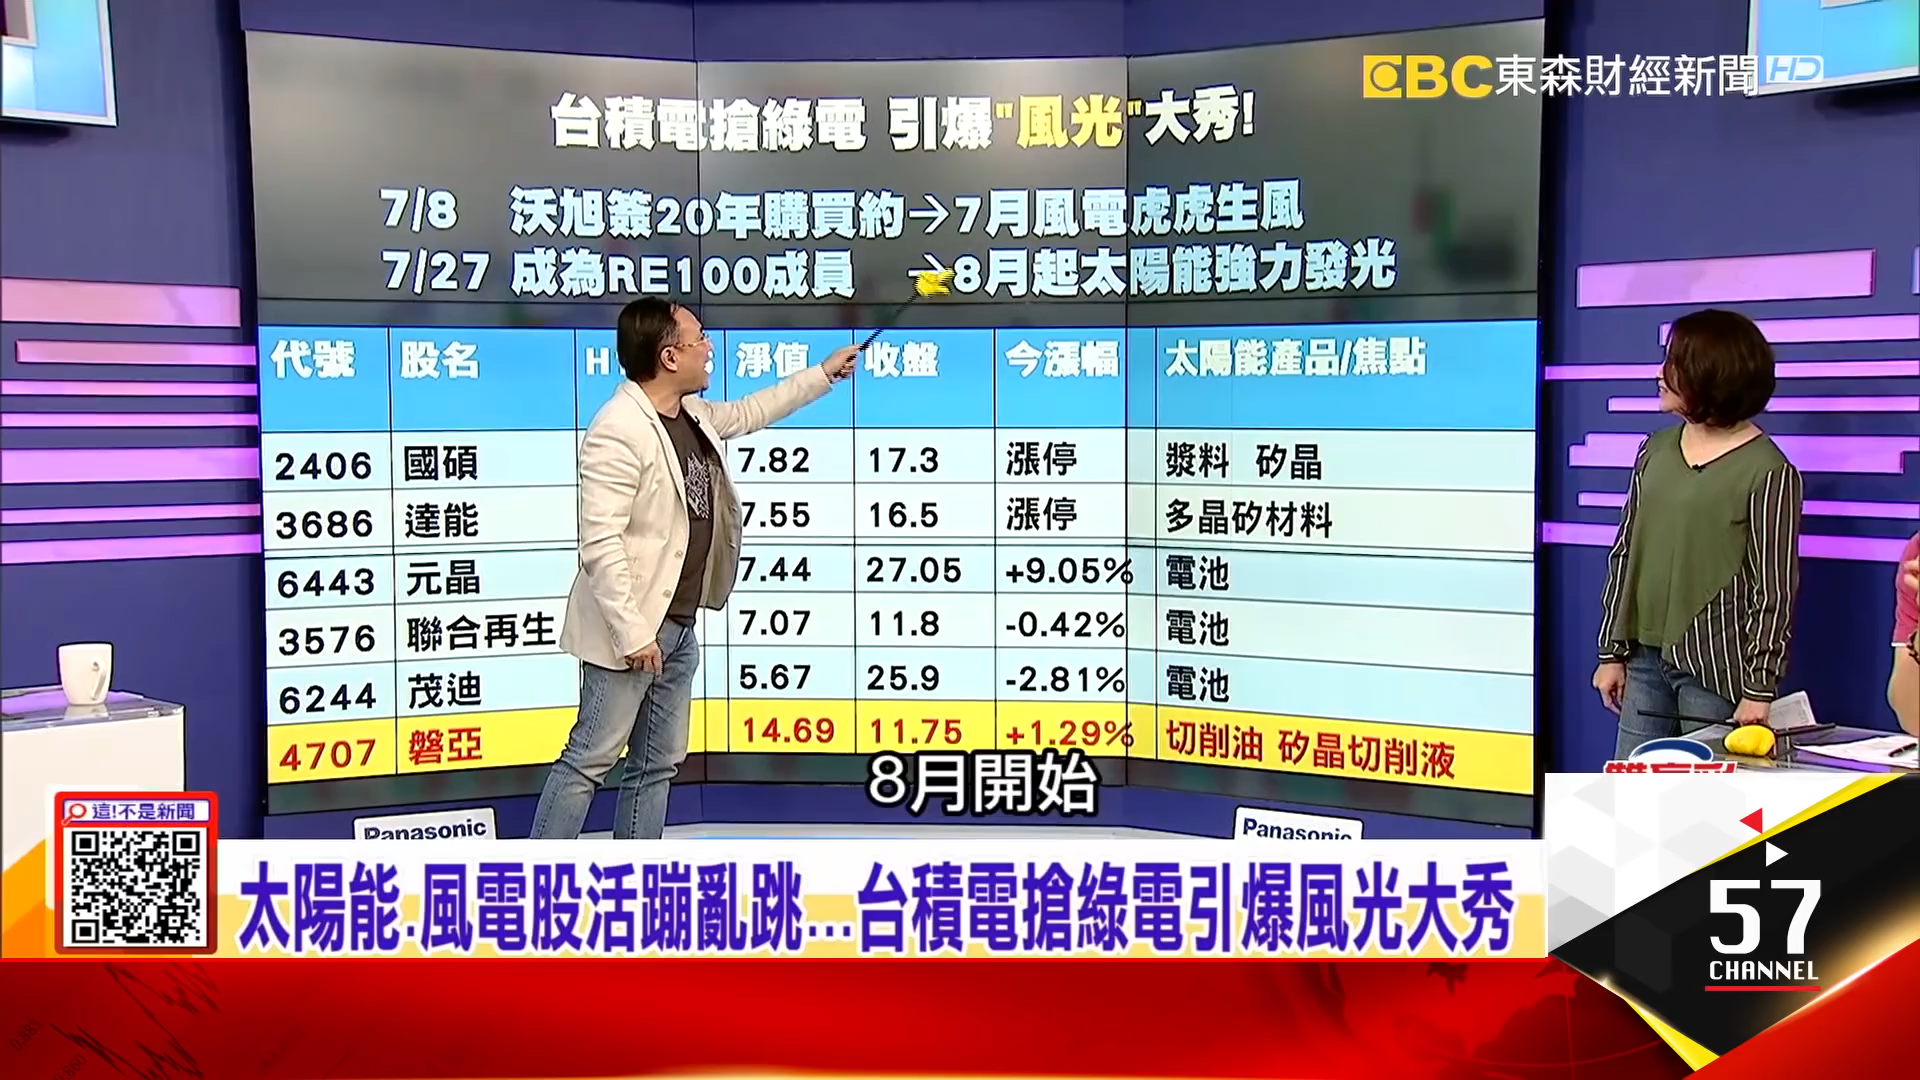 EBC東森財經新聞HD
台積電搶綠電 引爆"風光"大秀!
7/8 沃旭簽20年購買約→7月風電虎虎生風
7/27 成為RE100成員 →8月起太陽能強力發光
代號 股名 H 淨值 收盤 今漲幅 太陽能產品/焦點
2406 國碩 7.82 17.3 漲停 漿料 矽晶
3686 達能 7.55 16.5 漲停 多晶矽材料
6443 元晶 7.44 27.05 +9.05% 電池
3576 聯合再生 7.07 11.8 -0.42% 電池
6244 茂迪 5.67 25.9 -2.81% 電池
4707 磐亞 14.69 11.75 +1.29% 切削油 矽晶切削液
8月開始
Panasonic
Panasonic
這!不是新聞
太陽能.風電股活蹦亂跳...台積電搶綠電引爆風光大秀
57
CHANNEL